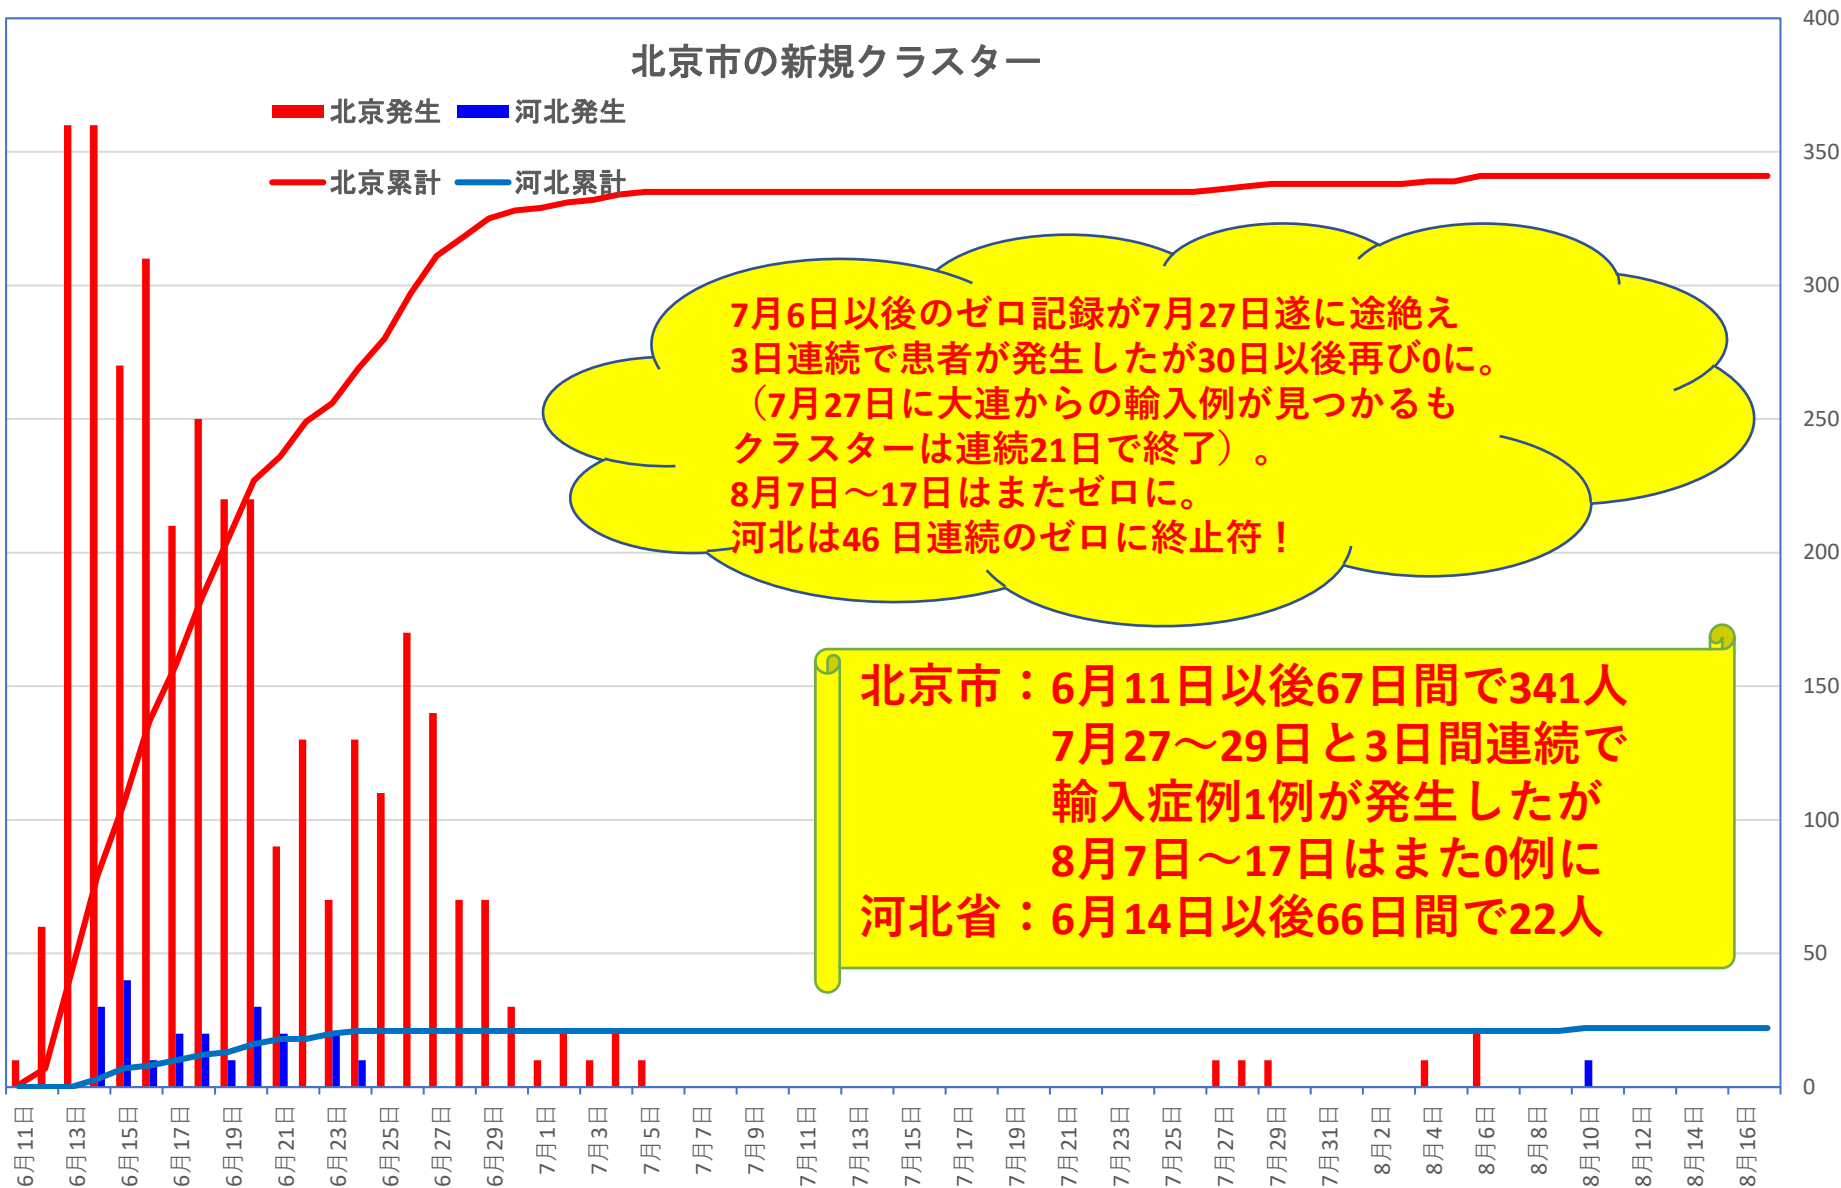 北京市の新規クラスター
北京発生 河北発生
北京累計 河北累計
7月6日以後のゼロ記録が7月27日遂に途絶え
3日連続で患者が発生したが30日以後再び0に。
（7月27日に大連からの輸入例が見つかるも
クラスターは連続21日で終了）。
8月7日～17日はまたゼロに。
河北は46 日連続のゼロに終止符！
北京市：6月11日以後67日間で341人
7月27～29日と3日間連続で
輸入症例1例が発生したが
8月7日～17日はまた0例に
河北省：6月14日以後66日間で22人
400
350
300
250
200
150
100
50
0
6月11日
6月13日
6月15日
6月17日
6月19日
6月21日
6月23日
6月25日
6月27日
6月29日
7月1日
7月3日
7月5日
7月7日
7月9日
7月11日
7月13日
7月15日
7月17日
7月19日
7月21日
7月23日
7月25日
7月27日
7月29日
7月31日
8月2日
8月4日
8月6日
8月8日
8月10日
8月12日
8月14日
8月16日